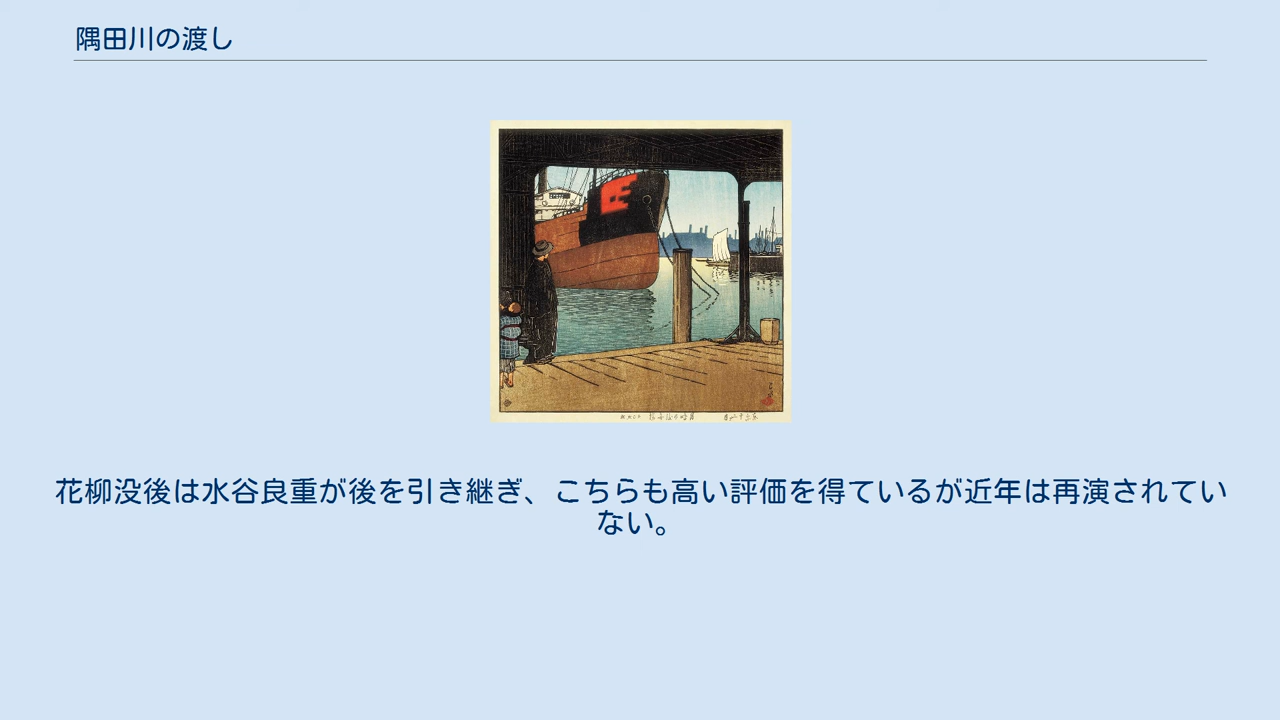 隅田川の渡し
花柳没後は水谷良重が後を引き継ぎ、こちらも高い評価を得ているが近年は再演されてい
ない。